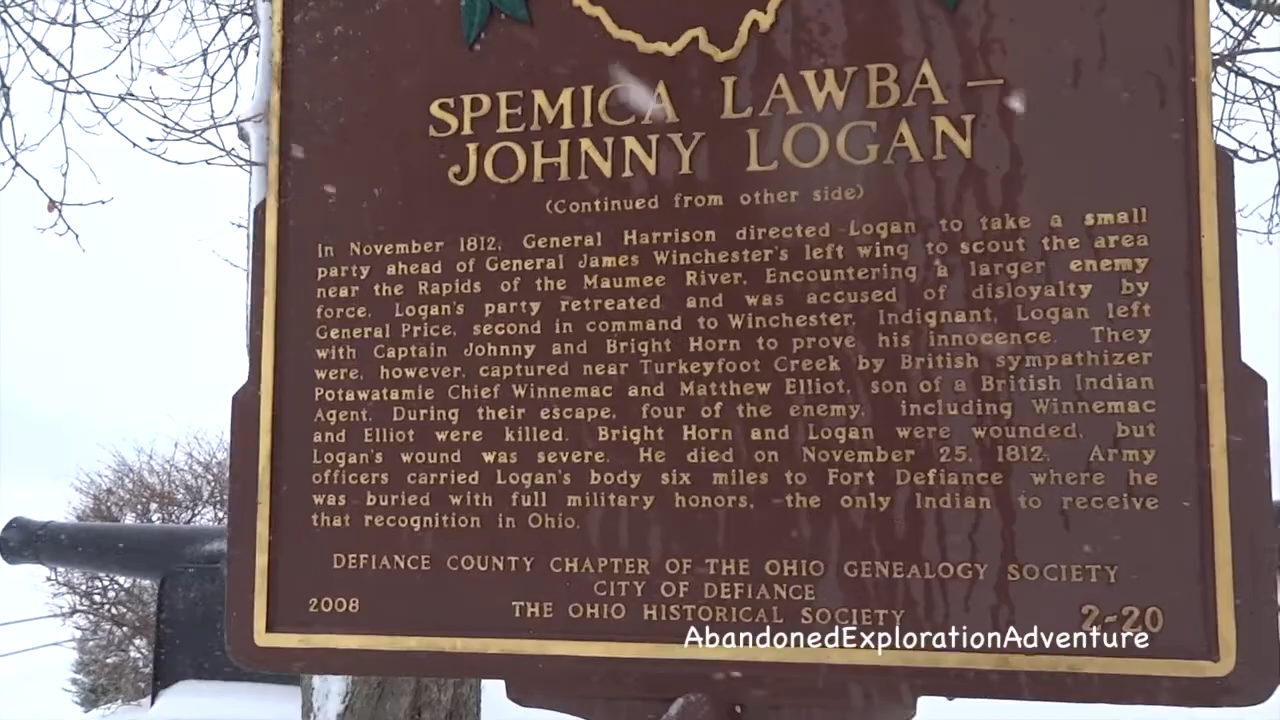 SPEMICA LAWBA –
JOHNNY LOGAN
(Continued from other side)
In November 1812, General Harrison directed Logan to take a small
party ahead of General James Winchester's left wing to scout the area
near the Rapids of the Maumee River. Encountering a larger enemy
force, Logan's party retreated and was accused of disloyalty by
General Price, second in command to Winchester. Indignant, Logan left
with Captain Johnny and Bright Horn to prove his innocence. They
were, however, captured near Turkeyfoot Creek by British sympathizer
Potawatamie Chief Winnemac and Matthew Elliot, son of a British Indian
Agent. During their escape, four of the enemy, including Winnemac
and Elliot were killed. Bright Horn and Logan were wounded, but
Logan's wound was severe. He died on November 25, 1812. Army
officers carried Logan's body six miles to Fort Defiance where he
was buried with full military honors, the only Indian to receive
that recognition in Ohio.
DEFIANCE COUNTY CHAPTER OF THE OHIO GENEALOGY SOCIETY
CITY OF DEFIANCE
2008 THE OHIO HISTORICAL SOCIETY 2-20
AbandonedExplorationAdventure